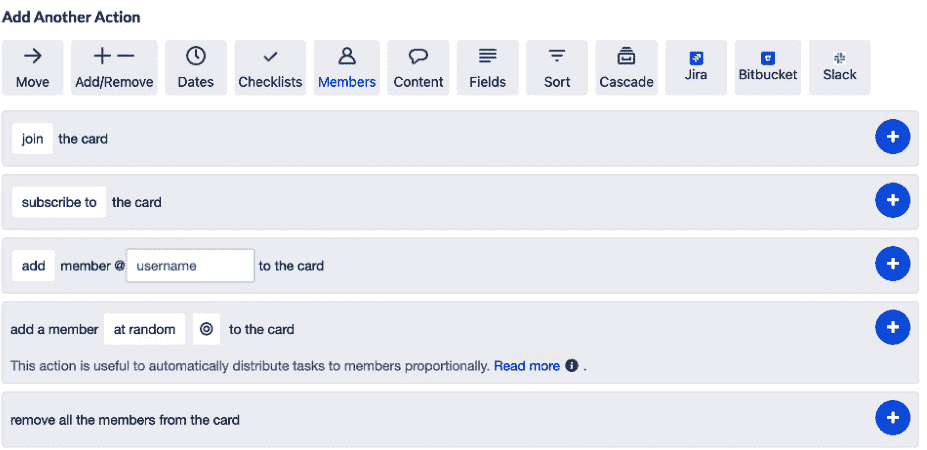 Add Another Action
Move Add/Remove Dates Checklists Members Content Fields Sort Cascade Jira Bitbucket Slack
join the card
subscribe to the card
add member @ username to the card
add a member at random to the card
This action is useful to automatically distribute tasks to members proportionally. Read more .
remove all the members from the card